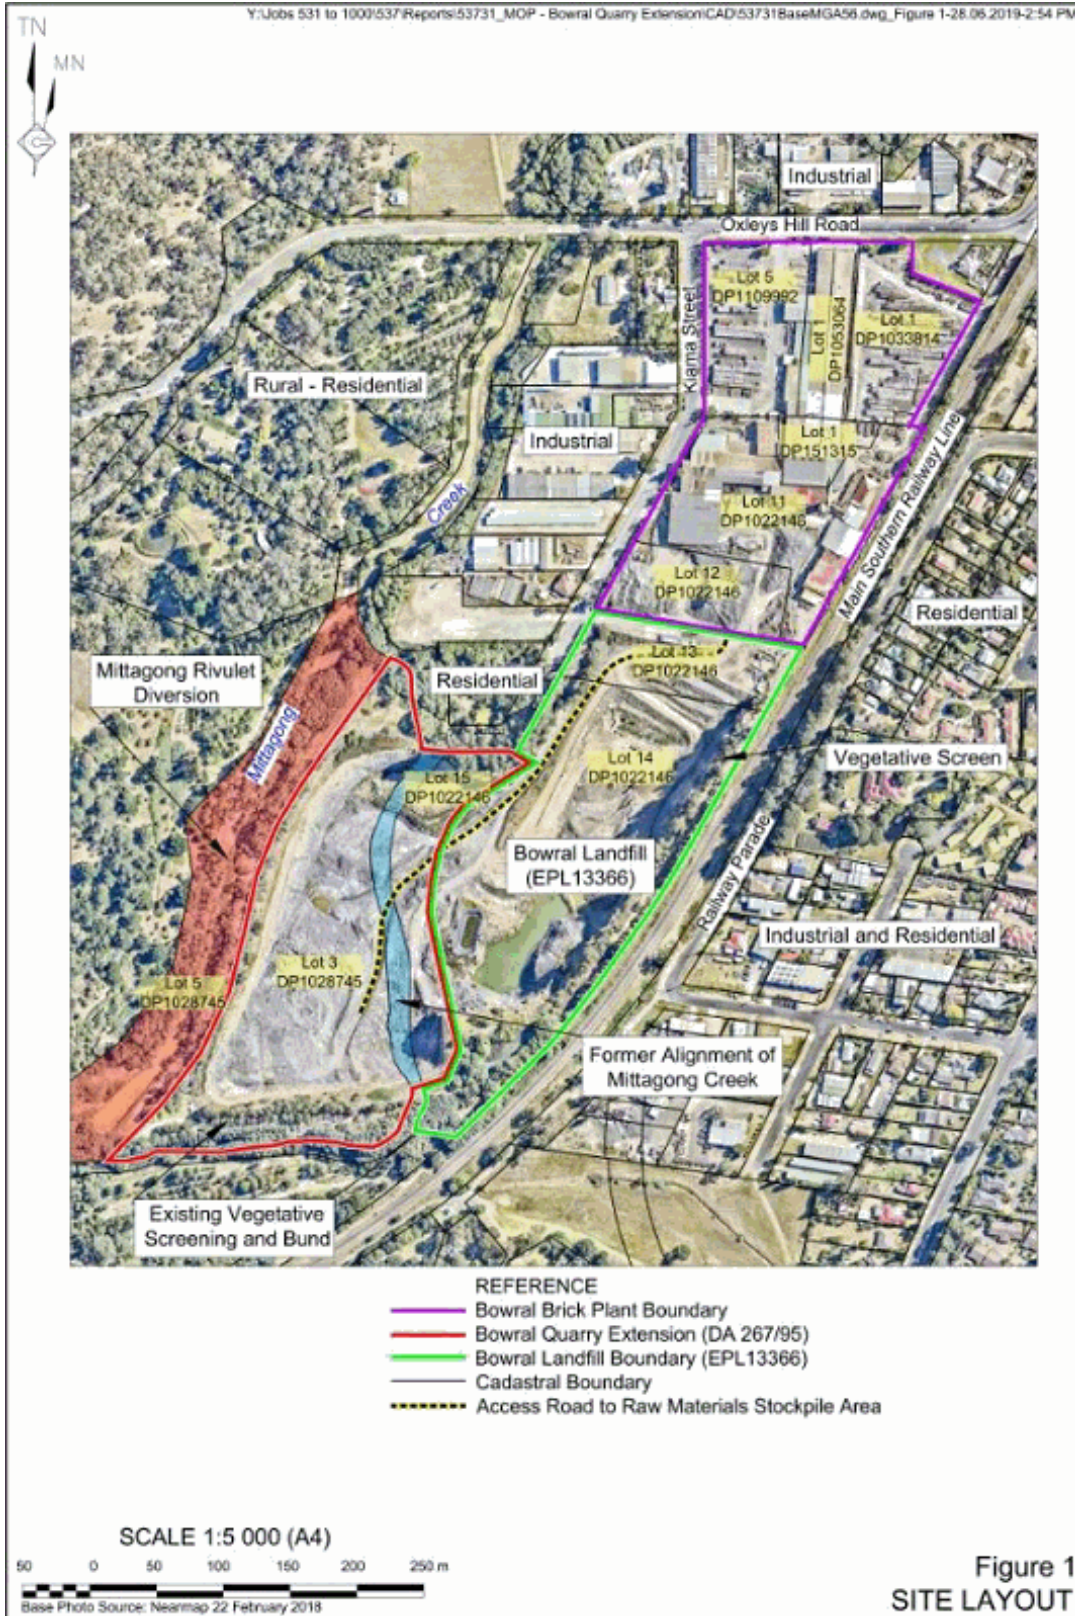 Y:\Jobs 531 to 1000\537\Reports\53731_MOP - Bowral Quarry Extension\CAD\53731BaseMGA56.dwg_Figure 1-28.06.2019-2:54 PM
TN
MN
Industrial
Oxleys Hill Road
Lot 5
DP1109992
Kiama Street
Lot 1
DP1053064
Lot 1
DP1033814
Rural - Residential
Industrial
Lot 1
DP151315
Creek
Lot 11
DP1022146
Main Southern Railway Line
Lot 12
DP1022146
Residential
Mittagong Rivulet
Diversion
Residential
Lot 13
DP1022146
Mittagong
Lot 15
DP1022146
Lot 14
DP1022146
Vegetative Screen
Bowral Landfill
(EPL13366)
Railway Parade
Industrial and Residential
Lot 3
DP1028745
Lot 5
DP1028745
Former Alignment of
Mittagong Creek
Existing Vegetative
Screening and Bund
REFERENCE
Bowral Brick Plant Boundary
Bowral Quarry Extension (DA 267/95)
Bowral Landfill Boundary (EPL13366)
Cadastral Boundary
Access Road to Raw Materials Stockpile Area
SCALE 1:5 000 (A4)
50 0 50 100 150 200 250 m
Base Photo Source: Nearmap 22 February 2018
Figure 1
SITE LAYOUT